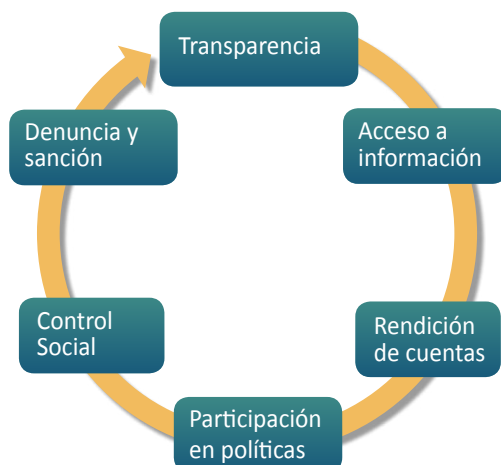 Transparencia
Acceso a
información
Rendición
de cuentas
Participación
en políticas
Control
Social
Denuncia y
sanción